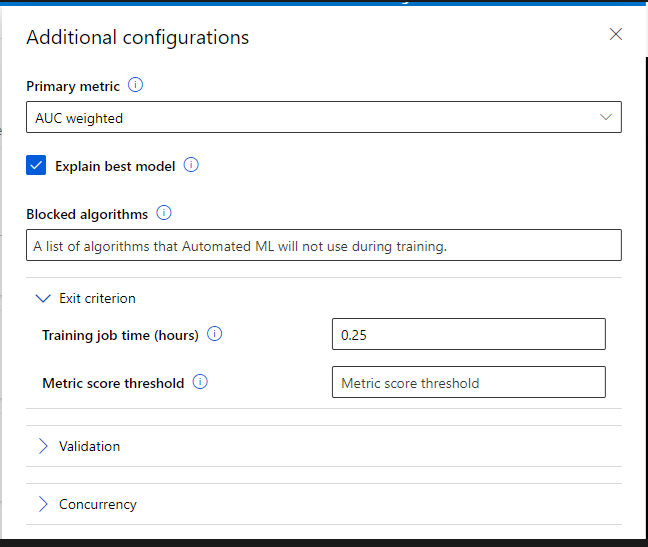 Additional configurations
Primary metric
AUC weighted
Explain best model
Blocked algorithms
A list of algorithms that Automated ML will not use during training.
Exit criterion
Training job time (hours)
0.25
Metric score threshold
Metric score threshold
Validation
Concurrency